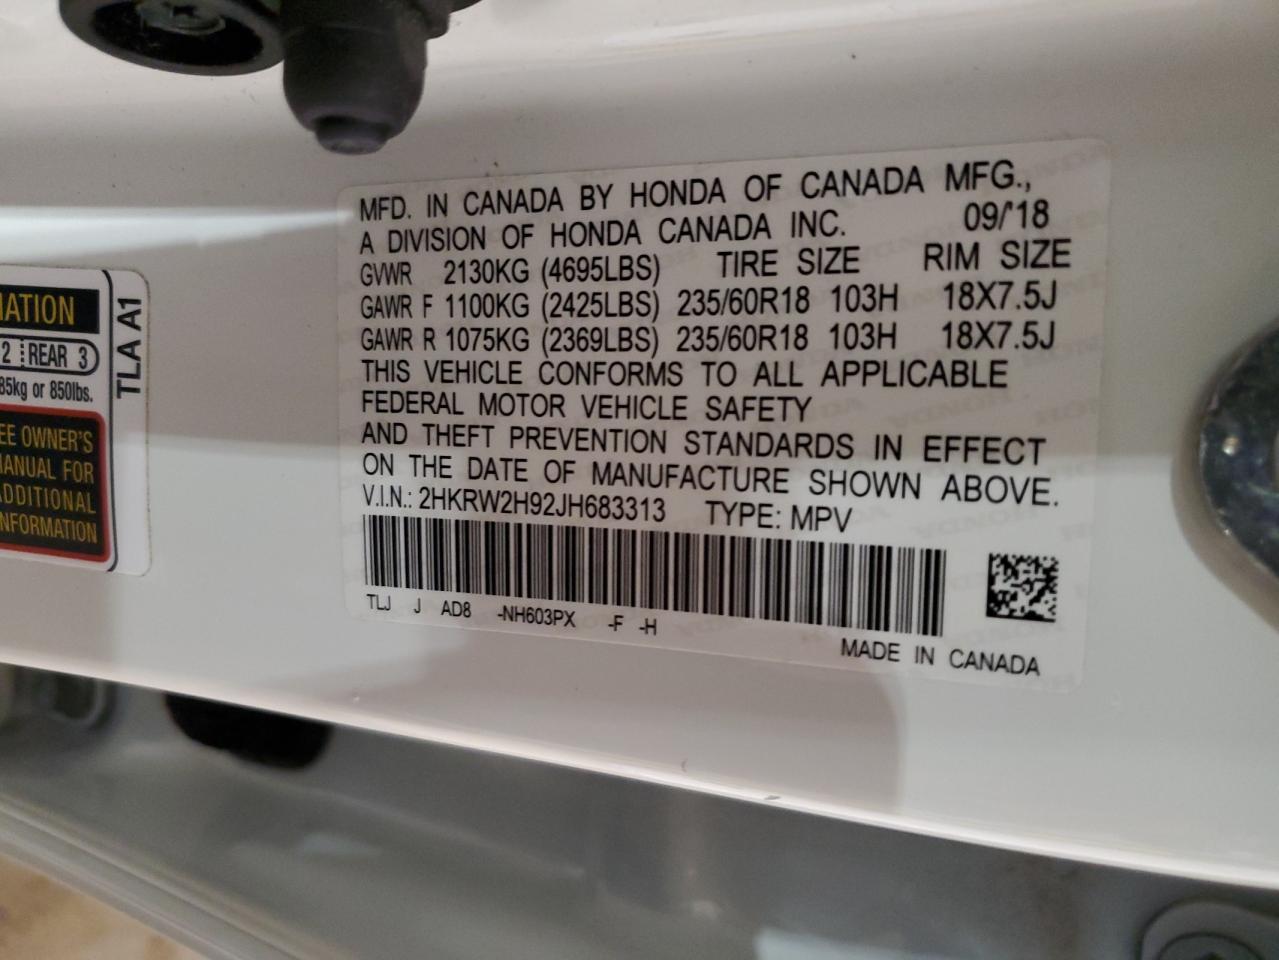 MFD. IN CANADA BY HONDA OF CANADA MFG.,
A DIVISION OF HONDA CANADA INC. 09/'18
GVWR 2130KG (4695LBS) TIRE SIZE RIM SIZE
GAWR F 1100KG (2425LBS) 235/60R18 103H 18X7.5J
GAWR R 1075KG (2369LBS) 235/60R18 103H 18X7.5J
THIS VEHICLE CONFORMS TO ALL APPLICABLE
FEDERAL MOTOR VEHICLE SAFETY
AND THEFT PREVENTION STANDARDS IN EFFECT
ON THE DATE OF MANUFACTURE SHOWN ABOVE.
V.I.N.: 2HKRW2H92JH683313 TYPE: MPV
TLJ J AD8 -NH603PX -F -H
MADE IN CANADA
MATION
2 REAR 3
85kg or 850lbs.
EE OWNER'S
MANUAL FOR
ADDITIONAL
NFORMATION
TLA A1